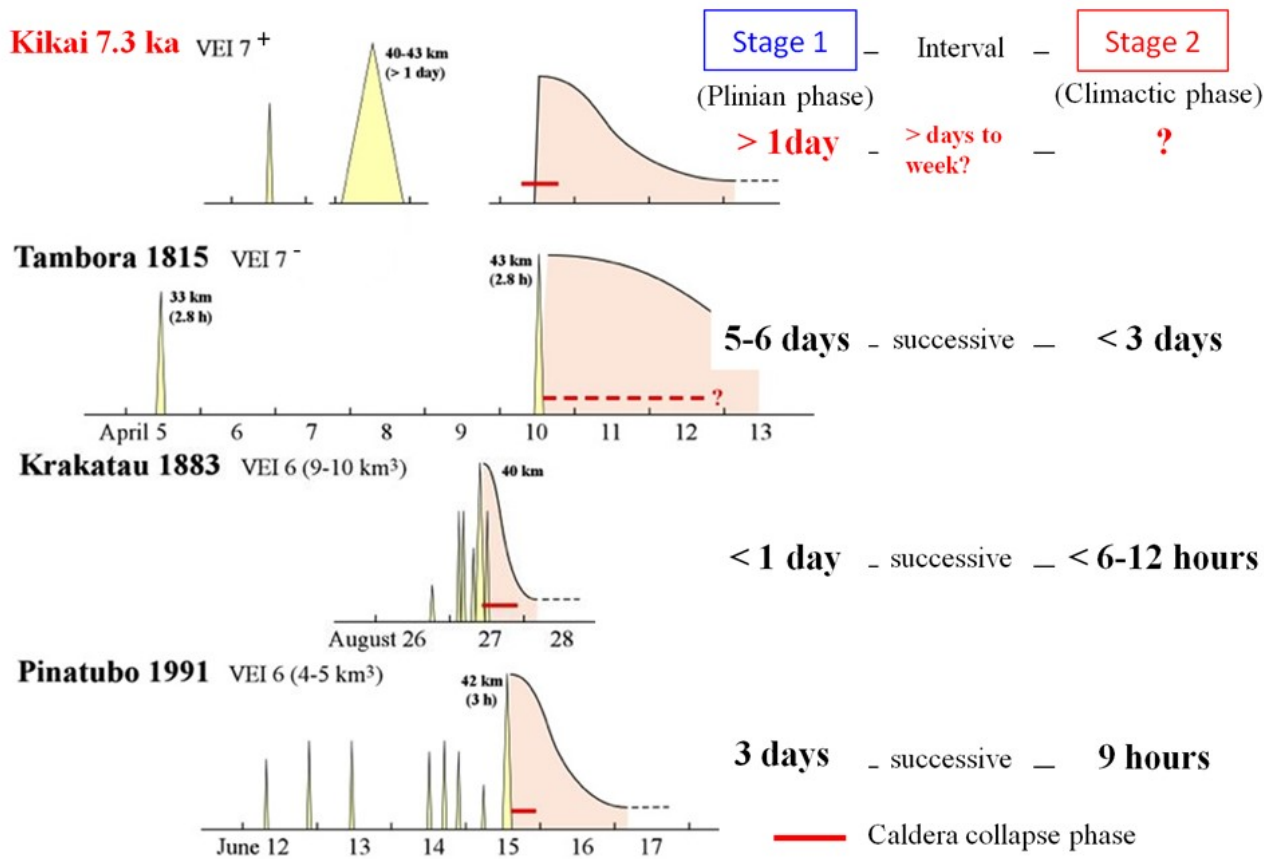 Kikai 7.3 ka VEI 7 +
40-43 km
(> 1 day)
Stage 1 – Interval – Stage 2
(Plinian phase) (Climactic phase)
> 1day – > days to week? – ?
Tambora 1815 VEI 7 -
33 km
(2.8 h)
43 km
(2.8 h)
5-6 days – successive – < 3 days
?
April 5 6 7 8 9 10 11 12 13
Krakatau 1883 VEI 6 (9-10 km³)
40 km
< 1 day – successive – < 6-12 hours
August 26 27 28
Pinatubo 1991 VEI 6 (4-5 km³)
42 km
(3 h)
3 days – successive – 9 hours
Caldera collapse phase
June 12 13 14 15 16 17